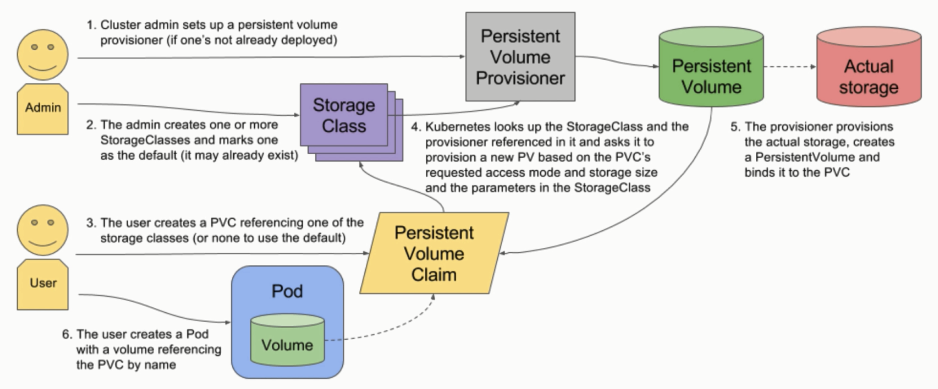 1. Cluster admin sets up a persistent volume
provisioner (if one's not already deployed)
Admin
2. The admin creates one or more
StorageClasses and marks one
as the default (it may already exist)
Storage
Class
Persistent
Volume
Provisioner
Persistent
Volume
Actual
storage
4. Kubernetes looks up the StorageClass and the
provisioner referenced in it and asks it to
provision a new PV based on the PVC's
requested access mode and storage size
and the parameters in the StorageClass
5. The provisioner provisions
the actual storage, creates
a PersistentVolume and
binds it to the PVC
3. The user creates a PVC referencing one of the
storage classes (or none to use the default)
User
Persistent
Volume
Claim
Pod
Volume
6. The user creates a Pod
with a volume referencing
the PVC by name